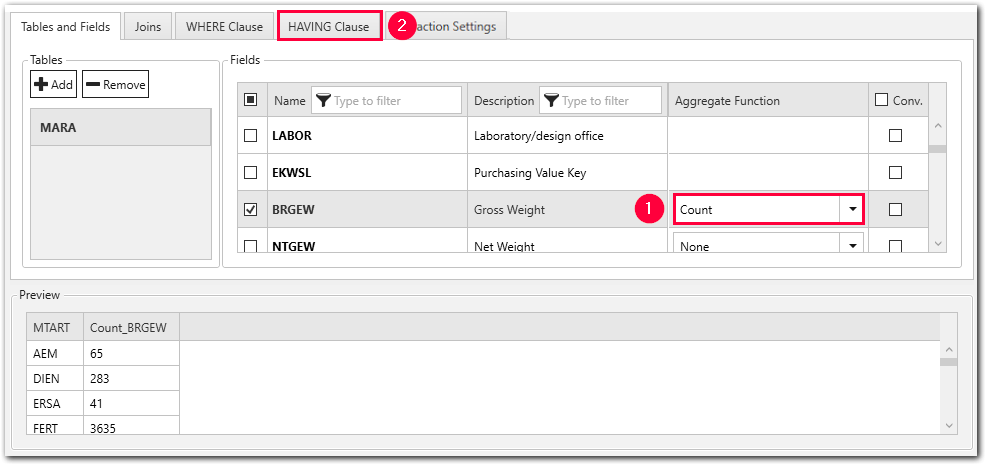 Tables and Fields Joins WHERE Clause HAVING Clause 2 action Settings
Tables Fields
Add Remove
Name Type to filter Description Type to filter Aggregate Function Conv.
MARA
LABOR Laboratory/design office
EKWSL Purchasing Value Key
BRGEW Gross Weight 1 Count
NTGEW Net Weight None
Preview
MTART Count_BRGEW
AEM 65
DIEN 283
ERSA 41
FERT 3635